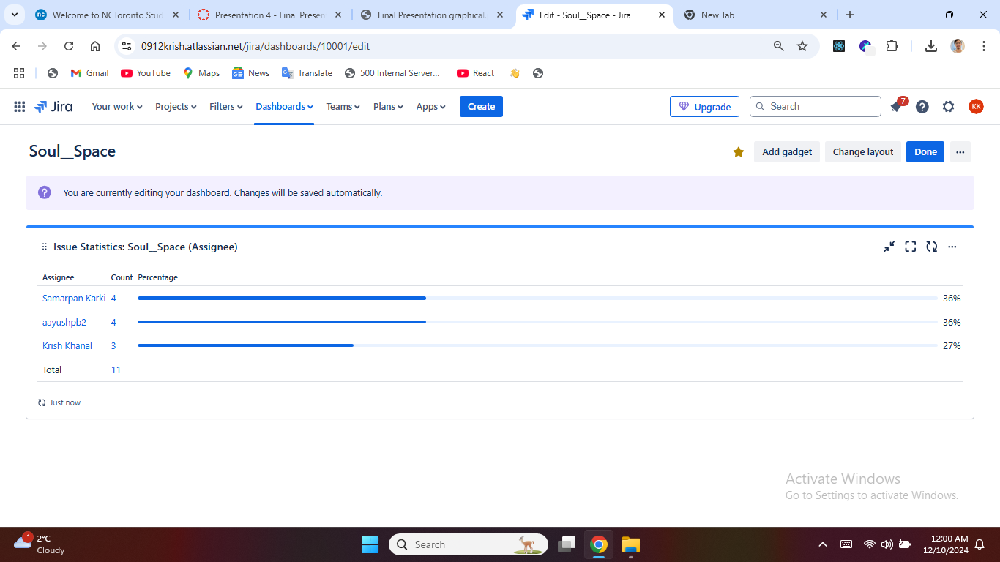 nc Welcome to NCToronto Stud
Presentation 4 - Final Presen
Final Presentation graphical.
Edit - Soul__Space - Jira
New Tab
0912krish.atlassian.net/jira/dashboards/10001/edit
Gmail YouTube Maps News Translate 500 Internal Server... React
Jira Your work Projects Filters Dashboards Teams Plans Apps Create Upgrade Search 7 KK
Soul__Space
Add gadget Change layout Done
You are currently editing your dashboard. Changes will be saved automatically.
Issue Statistics: Soul__Space (Assignee)
Assignee Count Percentage
Samarpan Karki 4 36%
aayushpb2 4 36%
Krish Khanal 3 27%
Total 11
Just now
Activate Windows
Go to Settings to activate Windows.
1 2°C
Cloudy
Search
12:00 AM
12/10/2024